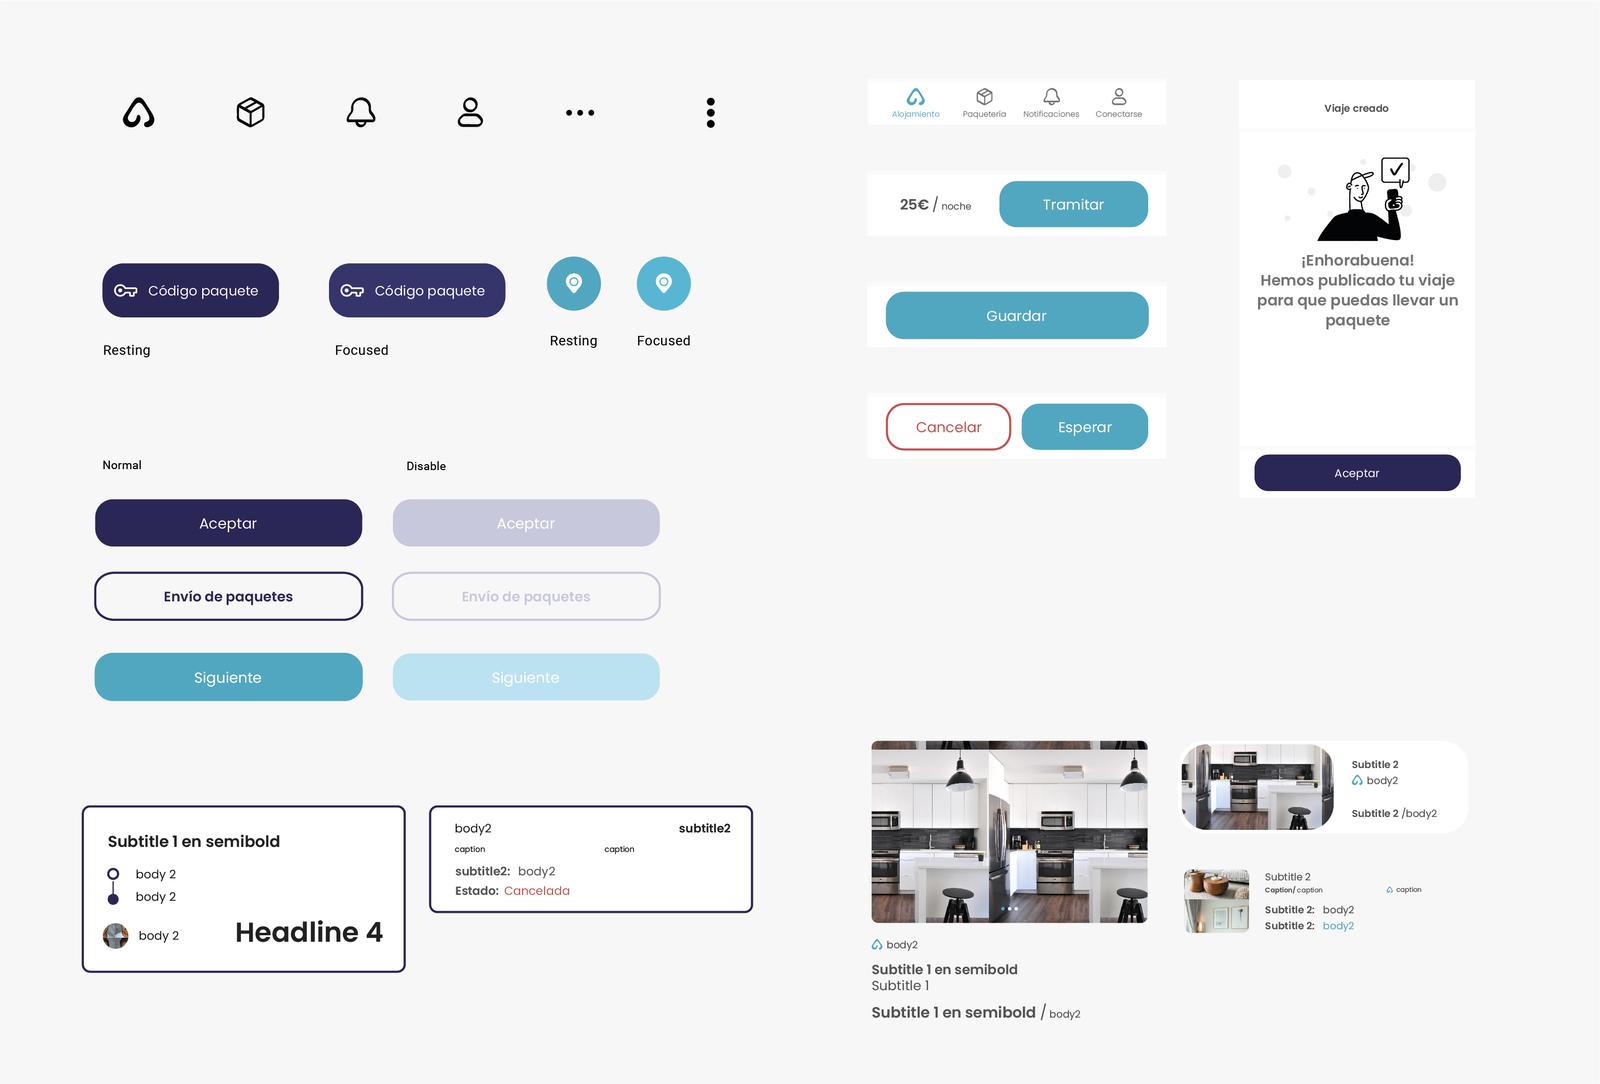 Código paquete
Código paquete
Resting
Focused
Resting
Focused
Normal
Disable
Aceptar
Aceptar
Envío de paquetes
Envío de paquetes
Siguiente
Siguiente
Subtitle 1 en semibold
body 2
body 2
body 2
Headline 4
body2
subtitle2
caption
caption
subtitle2: body2
Estado: Cancelada
Alojamiento
Paquetería
Notificaciones
Conectarse
25€ / noche
Tramitar
Guardar
Cancelar
Esperar
Viaje creado
¡Enhorabuena!
Hemos publicado tu viaje
para que puedas llevar un
paquete
Aceptar
body2
Subtitle 1 en semibold
Subtitle 1
Subtitle 1 en semibold / body2
Subtitle 2
body2
Subtitle 2 /body2
Subtitle 2
Caption/ caption
caption
Subtitle 2: body2
Subtitle 2: body2